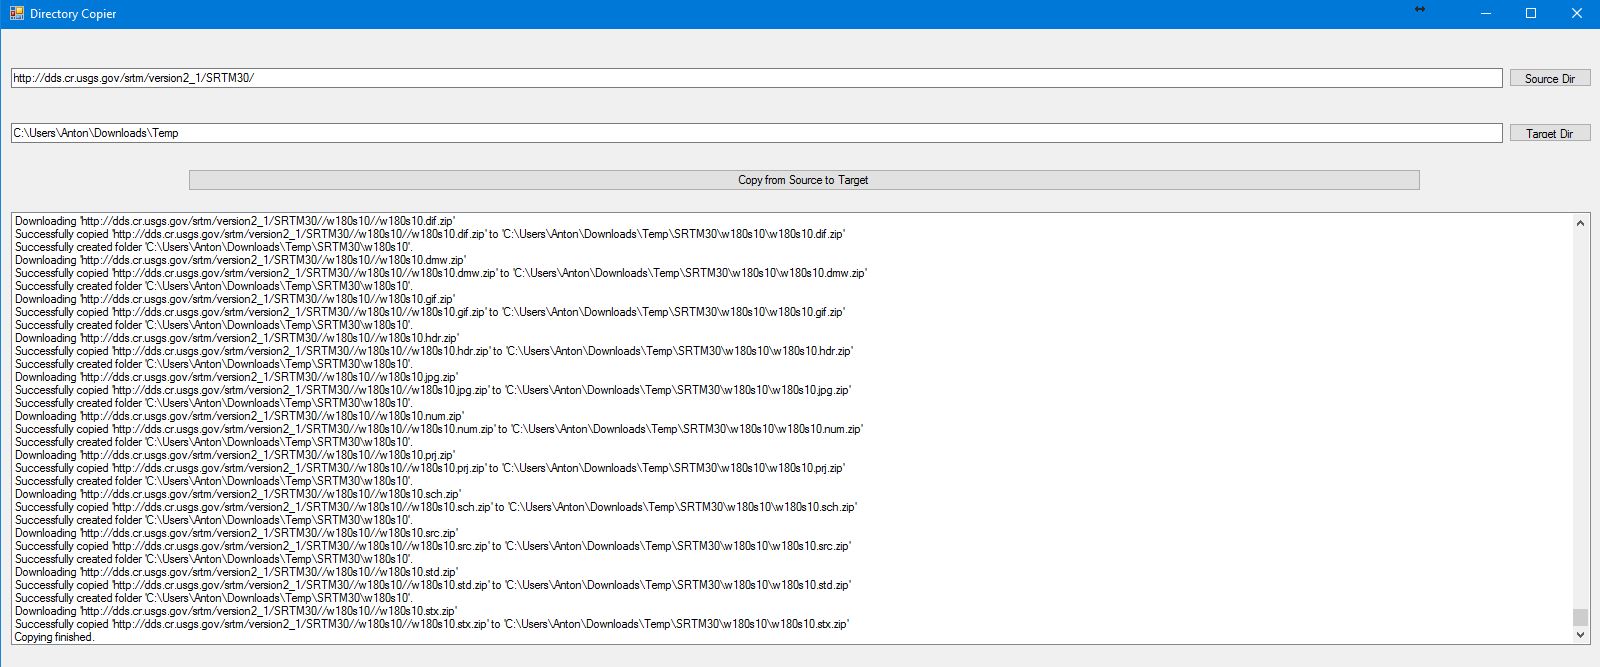 Directory Copier
http://dds.cr.usgs.gov/srtm/version2_1/SRTM30/
Source Dir
C:\Users\Anton\Downloads\Temp
Target Dir
Copy from Source to Target
Downloading 'http://dds.cr.usgs.gov/srtm/version2_1/SRTM30//w180s10//w180s10.dif.zip'
Successfully copied 'http://dds.cr.usgs.gov/srtm/version2_1/SRTM30//w180s10//w180s10.dif.zip' to 'C:\Users\Anton\Downloads\Temp\SRTM30\w180s10\w180s10.dif.zip'
Successfully created folder 'C:\Users\Anton\Downloads\Temp\SRTM30\w180s10'.
Downloading 'http://dds.cr.usgs.gov/srtm/version2_1/SRTM30//w180s10//w180s10.dmw.zip'
Successfully copied 'http://dds.cr.usgs.gov/srtm/version2_1/SRTM30//w180s10//w180s10.dmw.zip' to 'C:\Users\Anton\Downloads\Temp\SRTM30\w180s10\w180s10.dmw.zip'
Successfully created folder 'C:\Users\Anton\Downloads\Temp\SRTM30\w180s10'.
Downloading 'http://dds.cr.usgs.gov/srtm/version2_1/SRTM30//w180s10//w180s10.gif.zip'
Successfully copied 'http://dds.cr.usgs.gov/srtm/version2_1/SRTM30//w180s10//w180s10.gif.zip' to 'C:\Users\Anton\Downloads\Temp\SRTM30\w180s10\w180s10.gif.zip'
Successfully created folder 'C:\Users\Anton\Downloads\Temp\SRTM30\w180s10'.
Downloading 'http://dds.cr.usgs.gov/srtm/version2_1/SRTM30//w180s10//w180s10.hdr.zip'
Successfully copied 'http://dds.cr.usgs.gov/srtm/version2_1/SRTM30//w180s10//w180s10.hdr.zip' to 'C:\Users\Anton\Downloads\Temp\SRTM30\w180s10\w180s10.hdr.zip'
Successfully created folder 'C:\Users\Anton\Downloads\Temp\SRTM30\w180s10'.
Downloading 'http://dds.cr.usgs.gov/srtm/version2_1/SRTM30//w180s10//w180s10.jpg.zip'
Successfully copied 'http://dds.cr.usgs.gov/srtm/version2_1/SRTM30//w180s10//w180s10.jpg.zip' to 'C:\Users\Anton\Downloads\Temp\SRTM30\w180s10\w180s10.jpg.zip'
Successfully created folder 'C:\Users\Anton\Downloads\Temp\SRTM30\w180s10'.
Downloading 'http://dds.cr.usgs.gov/srtm/version2_1/SRTM30//w180s10//w180s10.num.zip'
Successfully copied 'http://dds.cr.usgs.gov/srtm/version2_1/SRTM30//w180s10//w180s10.num.zip' to 'C:\Users\Anton\Downloads\Temp\SRTM30\w180s10\w180s10.num.zip'
Successfully created folder 'C:\Users\Anton\Downloads\Temp\SRTM30\w180s10'.
Downloading 'http://dds.cr.usgs.gov/srtm/version2_1/SRTM30//w180s10//w180s10.prj.zip'
Successfully copied 'http://dds.cr.usgs.gov/srtm/version2_1/SRTM30//w180s10//w180s10.prj.zip' to 'C:\Users\Anton\Downloads\Temp\SRTM30\w180s10\w180s10.prj.zip'
Successfully created folder 'C:\Users\Anton\Downloads\Temp\SRTM30\w180s10'.
Downloading 'http://dds.cr.usgs.gov/srtm/version2_1/SRTM30//w180s10//w180s10.sch.zip'
Successfully copied 'http://dds.cr.usgs.gov/srtm/version2_1/SRTM30//w180s10//w180s10.sch.zip' to 'C:\Users\Anton\Downloads\Temp\SRTM30\w180s10\w180s10.sch.zip'
Successfully created folder 'C:\Users\Anton\Downloads\Temp\SRTM30\w180s10'.
Downloading 'http://dds.cr.usgs.gov/srtm/version2_1/SRTM30//w180s10//w180s10.src.zip'
Successfully copied 'http://dds.cr.usgs.gov/srtm/version2_1/SRTM30//w180s10//w180s10.src.zip' to 'C:\Users\Anton\Downloads\Temp\SRTM30\w180s10\w180s10.src.zip'
Successfully created folder 'C:\Users\Anton\Downloads\Temp\SRTM30\w180s10'.
Downloading 'http://dds.cr.usgs.gov/srtm/version2_1/SRTM30//w180s10//w180s10.std.zip'
Successfully copied 'http://dds.cr.usgs.gov/srtm/version2_1/SRTM30//w180s10//w180s10.std.zip' to 'C:\Users\Anton\Downloads\Temp\SRTM30\w180s10\w180s10.std.zip'
Successfully created folder 'C:\Users\Anton\Downloads\Temp\SRTM30\w180s10'.
Downloading 'http://dds.cr.usgs.gov/srtm/version2_1/SRTM30//w180s10//w180s10.stx.zip'
Successfully copied 'http://dds.cr.usgs.gov/srtm/version2_1/SRTM30//w180s10//w180s10.stx.zip' to 'C:\Users\Anton\Downloads\Temp\SRTM30\w180s10\w180s10.stx.zip'
Copying finished.